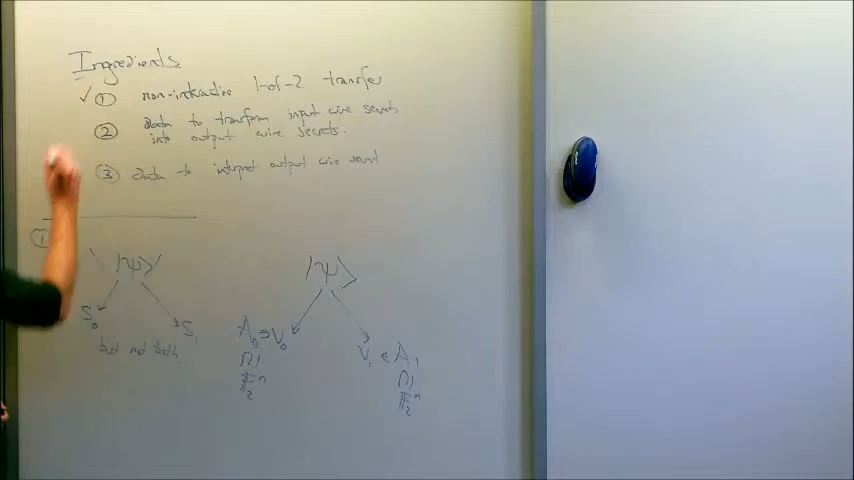 Ingredients
✓ ① non-interactive 1-of-2 transfer
② data to transform input wire secrets
into output wire secrets.
③ data to interpret output wire secret
①
|ψ⟩
S₀ S₁
but not both
|ψ⟩
A₀ ∋ V₀ V₁ ∈ A₁
∩| ∩|
𝔽₂ⁿ 𝔽₂ⁿ